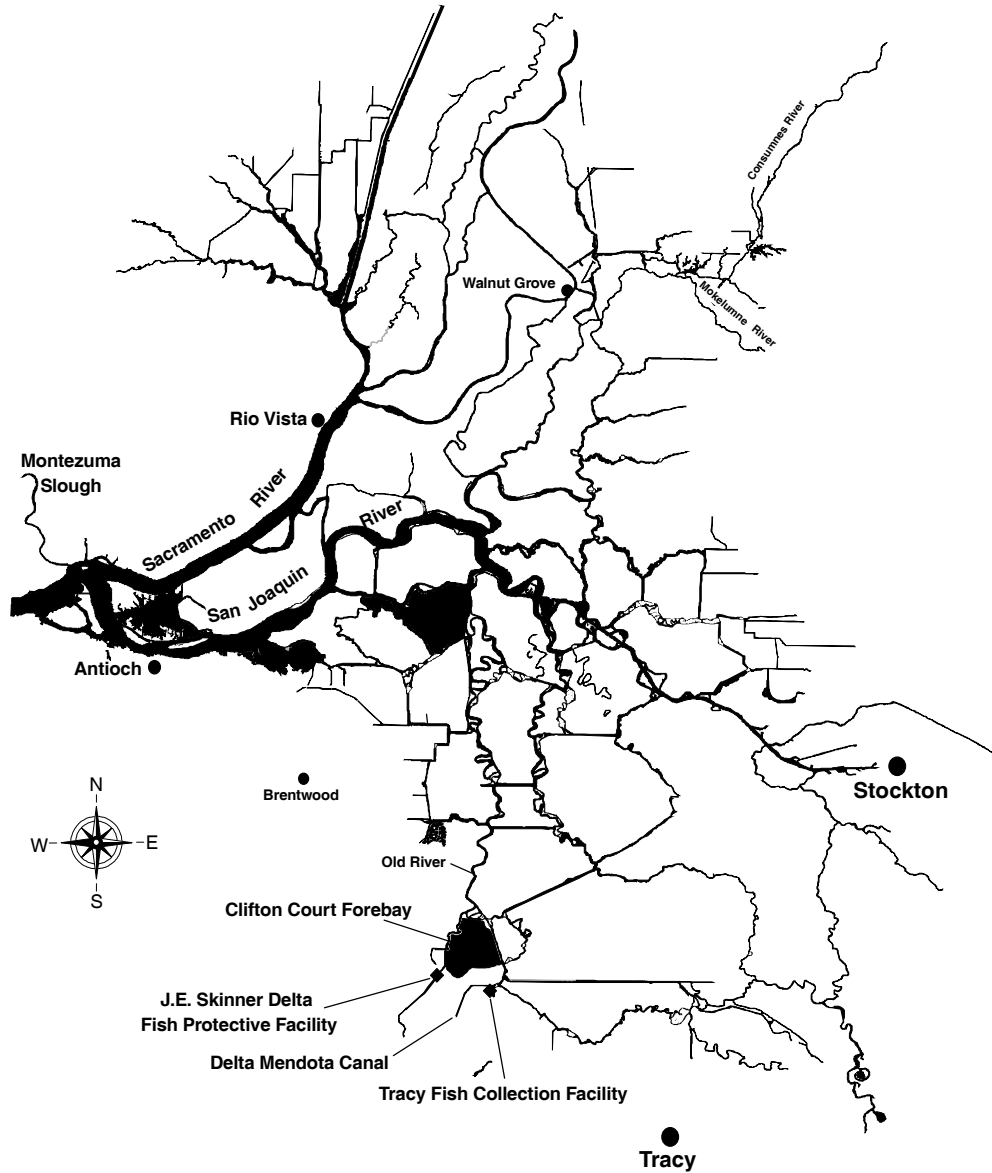 Consumnes River
Walnut Grove
Mokelumne River
Rio Vista
Montezuma
Slough
Sacramento River
River
San Joaquin
Antioch
Stockton
N
W
E
S
Brentwood
Old River
Clifton Court Forebay
J.E. Skinner Delta
Fish Protective Facility
Delta Mendota Canal
Tracy Fish Collection Facility
Tracy